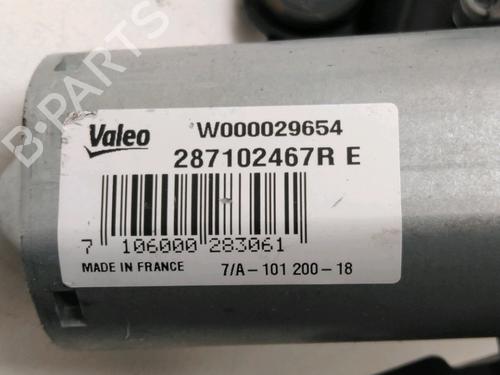 B-PARTS
Valeo
W000029654
287102467R E
7 106000 283061
MADE IN FRANCE
7/A-101 200-18